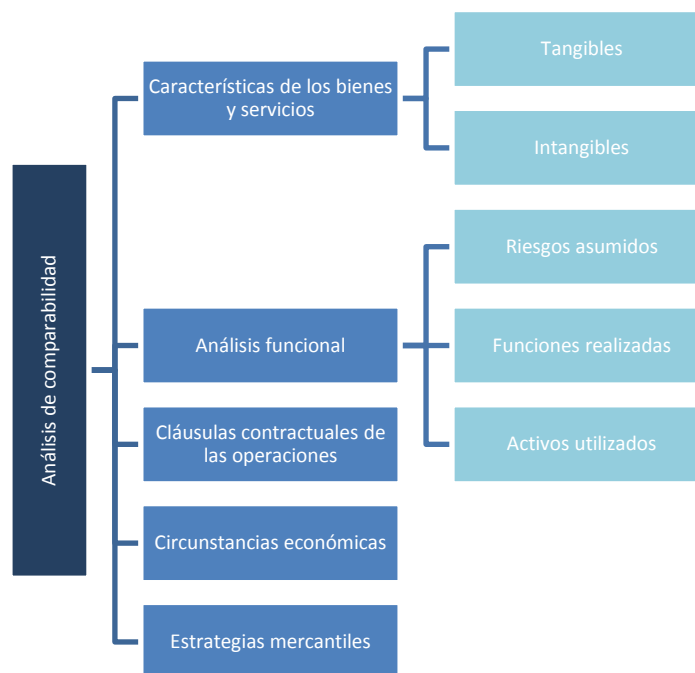 Análisis de comparabilidad
Características de los bienes
y servicios
Tangibles
Intangibles
Análisis funcional
Riesgos asumidos
Funciones realizadas
Activos utilizados
Cláusulas contractuales de
las operaciones
Circunstancias económicas
Estrategias mercantiles